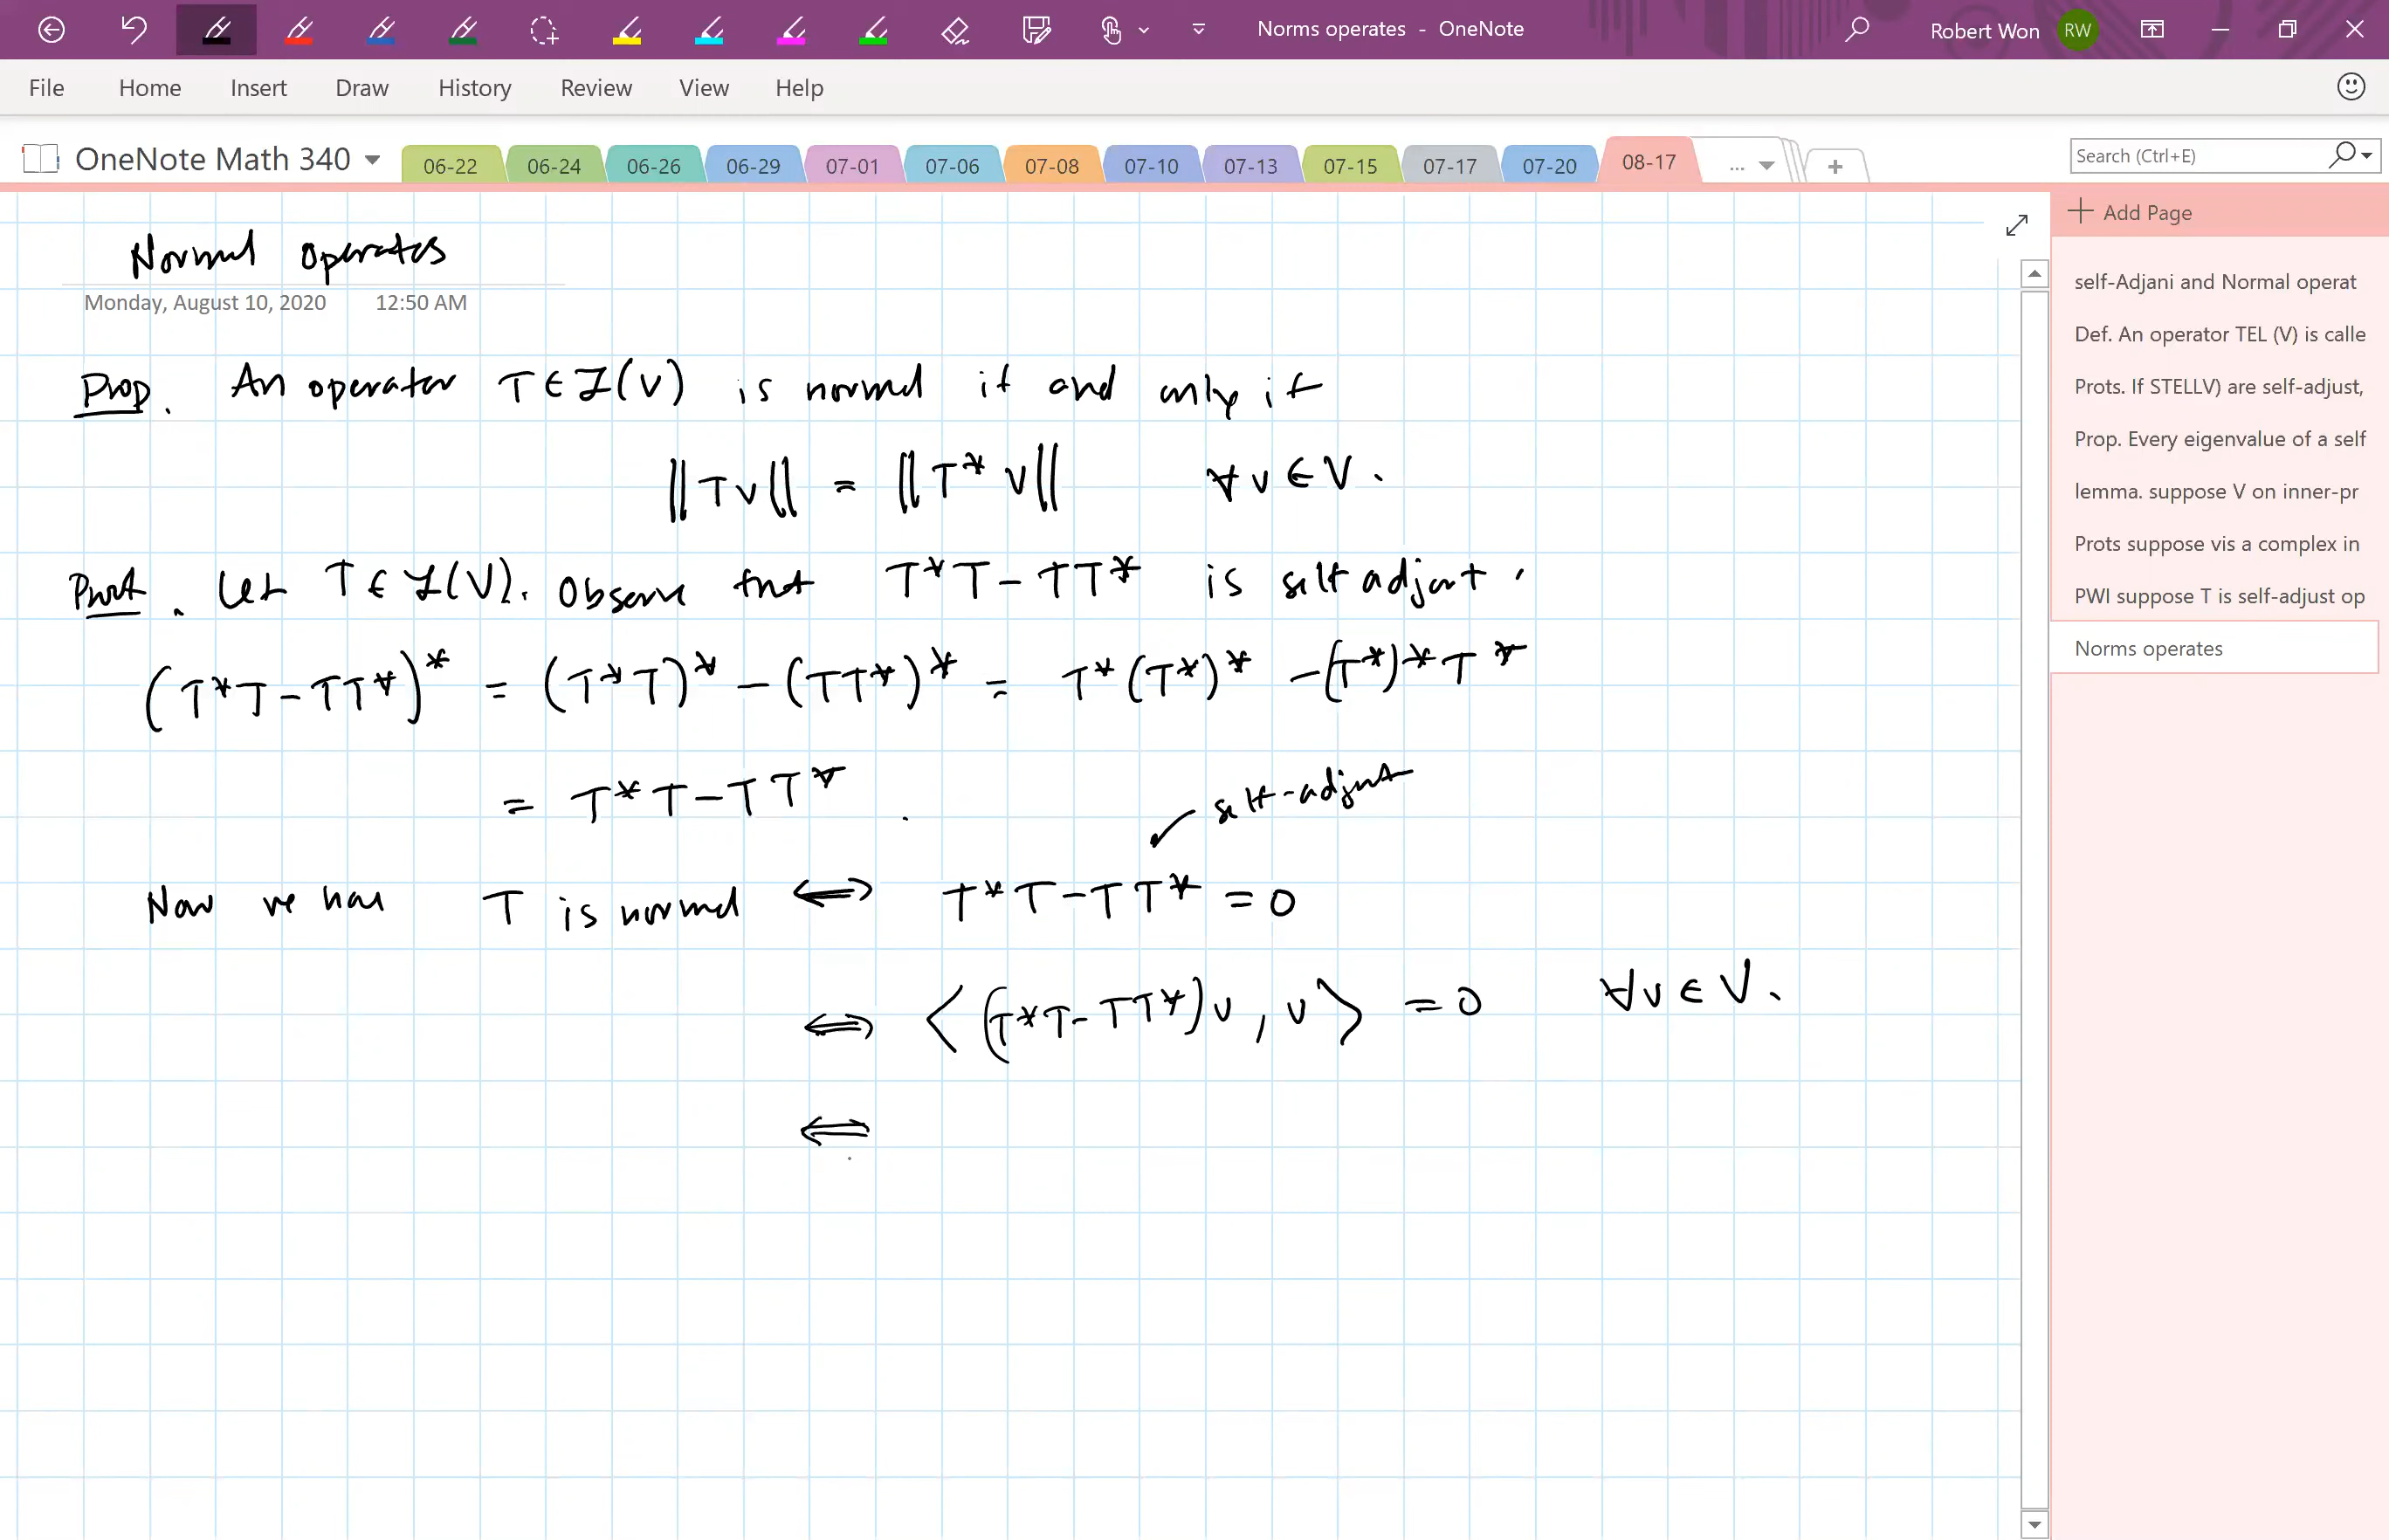 Norms operates - OneNote
Robert Won RW
File Home Insert Draw History Review View Help
OneNote Math 340 06-22 06-24 06-26 06-29 07-01 07-06 07-08 07-10 07-13 07-15 07-17 07-20 08-17 ... +
Search (Ctrl+E)
Normal operates
Monday, August 10, 2020 12:50 AM
Prop. An operator T ∈ ℒ(V) is normal if and only if
||Tv|| = ||T* v|| ∀ v ∈ V.
Proof. Let T ∈ ℒ(V). Observe that T*T - TT* is self adjoint.
(T*T - TT*)* = (T*T)* - (TT*)* = T*(T*)* - (T*)*T*
= T*T - TT*.
self-adjoint
Now we have T is normal ⟺ T*T - TT* = 0
⟺ ⟨(T*T - TT*)v, v⟩ = 0 ∀v ∈ V.
⟺
Add Page
self-Adjani and Normal operat
Def. An operator TEL (V) is calle
Prots. If STELLV) are self-adjust,
Prop. Every eigenvalue of a self
lemma. suppose V on inner-pr
Prots suppose vis a complex in
PWI suppose T is self-adjust op
Norms operates